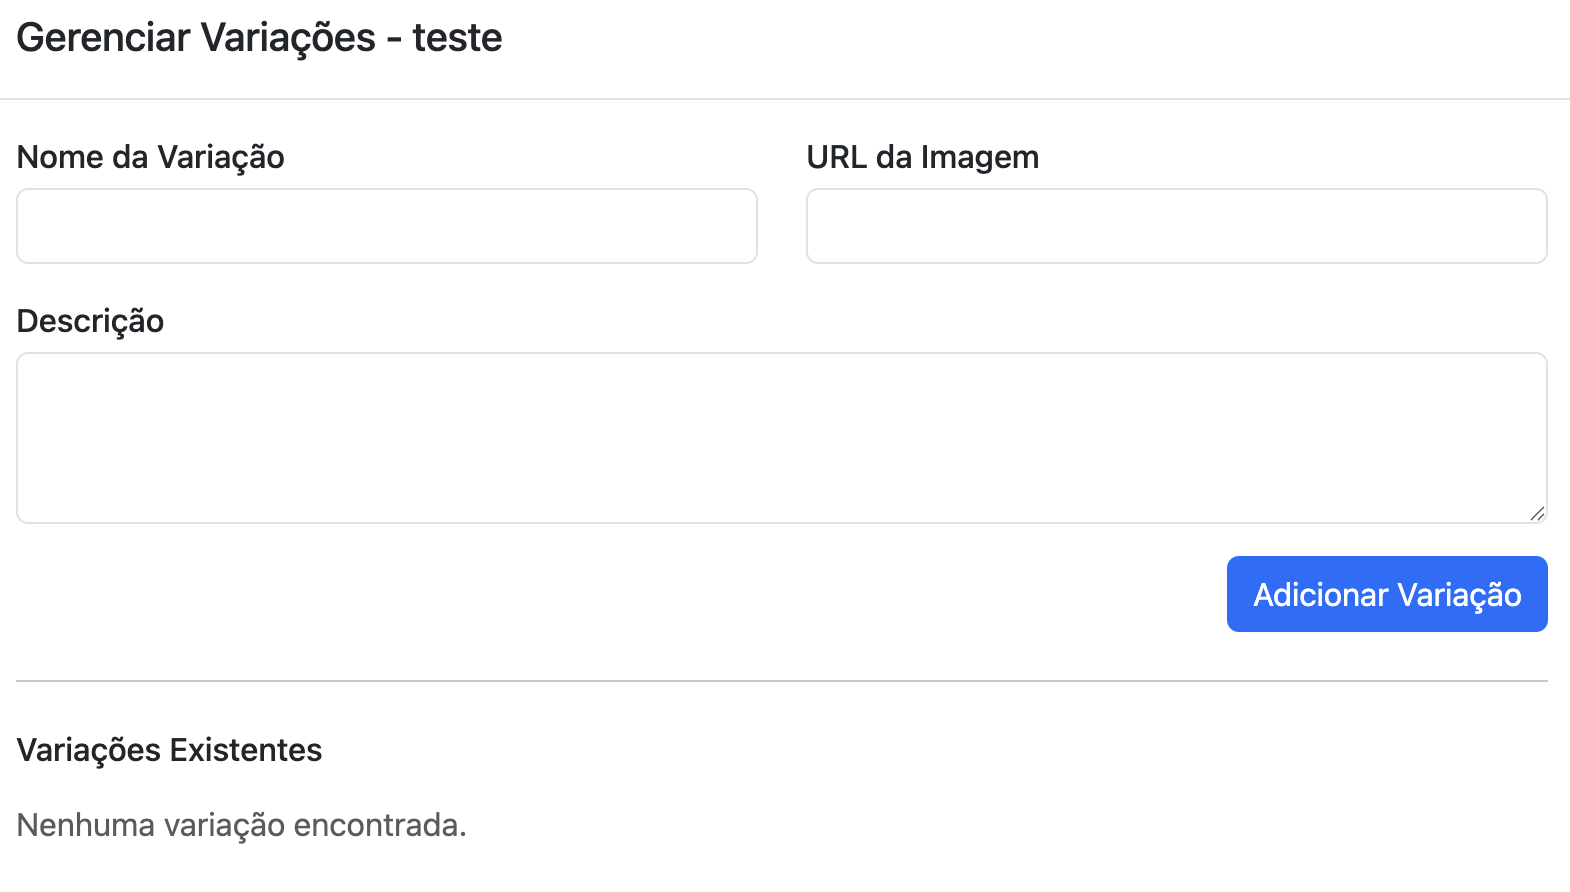 Gerenciar Variações - teste
Nome da Variação
URL da Imagem
Descrição
Adicionar Variação
Variações Existentes
Nenhuma variação encontrada.